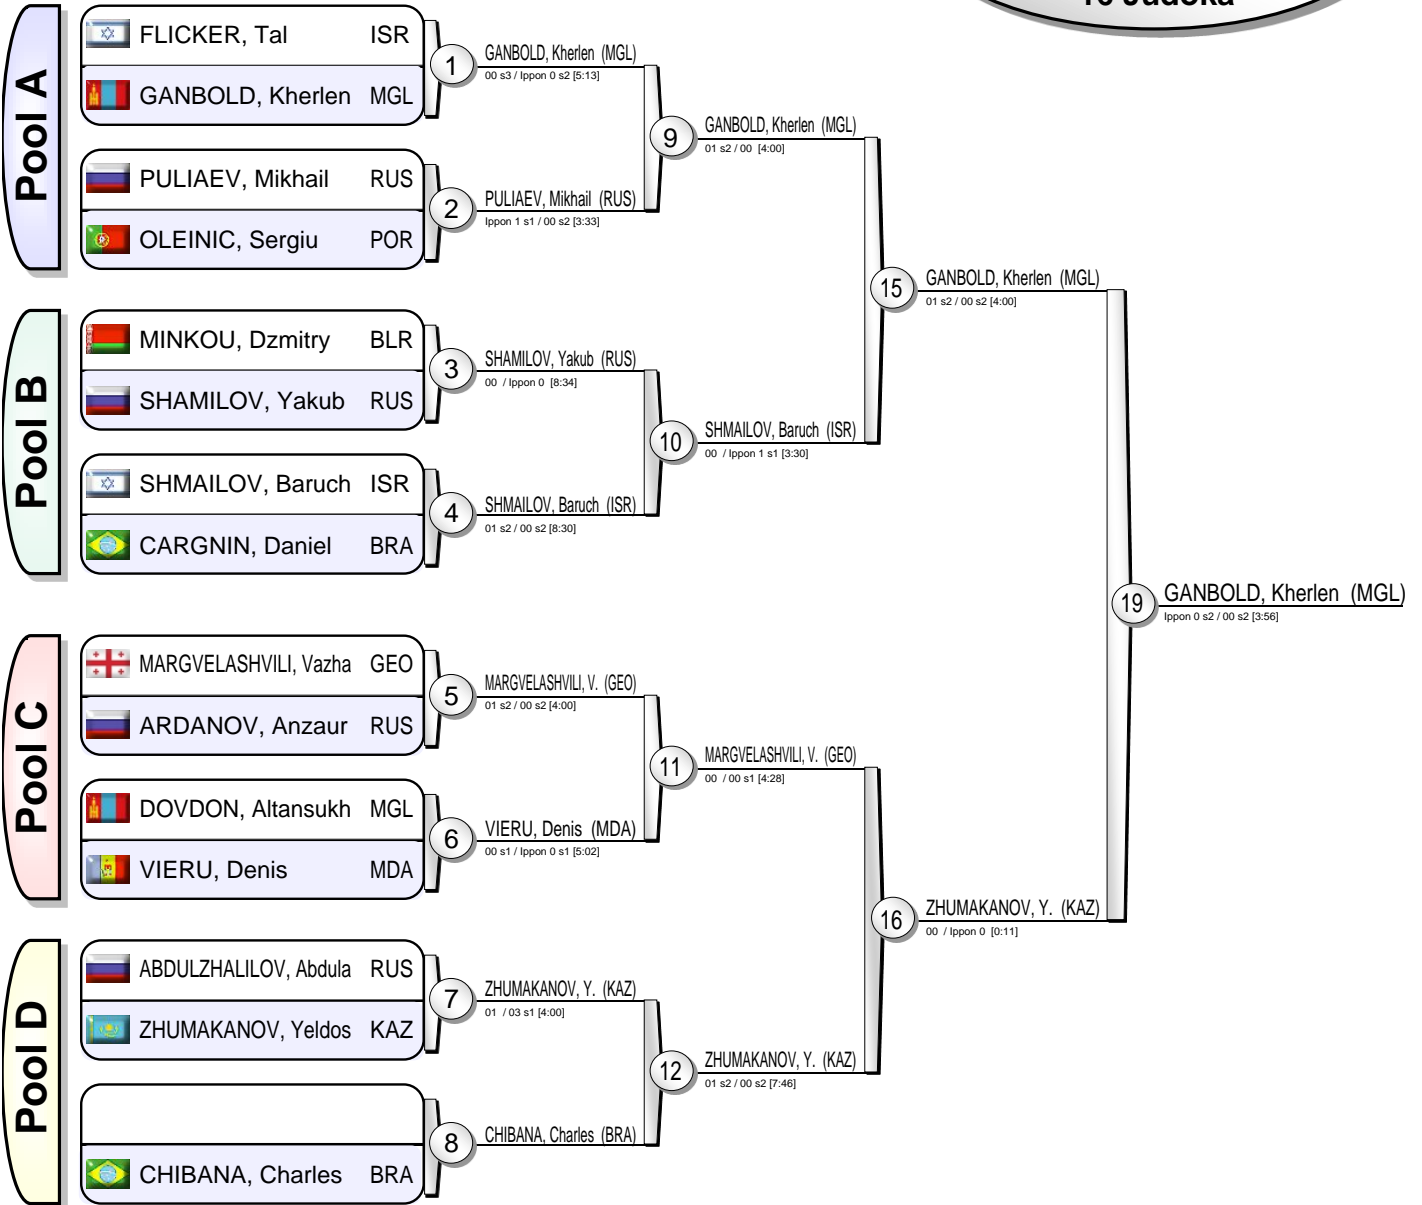 16 Judoka
Pool A
FLICKER, Tal ISR
GANBOLD, Kherlen MGL
1
GANBOLD, Kherlen (MGL)
00 s3 / Ippon 0 s2 [5:13]
PULIAEV, Mikhail RUS
OLEINIC, Sergiu POR
2
PULIAEV, Mikhail (RUS)
Ippon 1 s1 / 00 s2 [3:33]
9
GANBOLD, Kherlen (MGL)
01 s2 / 00 [4:00]
Pool B
MINKOU, Dzmitry BLR
SHAMILOV, Yakub RUS
3
SHAMILOV, Yakub (RUS)
00 / Ippon 0 [8:34]
SHMAILOV, Baruch ISR
CARGNIN, Daniel BRA
4
SHMAILOV, Baruch (ISR)
01 s2 / 00 s2 [8:30]
10
SHMAILOV, Baruch (ISR)
00 / Ippon 1 s1 [3:30]
15
GANBOLD, Kherlen (MGL)
01 s2 / 00 s2 [4:00]
Pool C
MARGVELASHVILI, Vazha GEO
ARDANOV, Anzaur RUS
5
MARGVELASHVILI, V. (GEO)
01 s2 / 00 s2 [4:00]
DOVDON, Altansukh MGL
VIERU, Denis MDA
6
VIERU, Denis (MDA)
00 s1 / Ippon 0 s1 [5:02]
11
MARGVELASHVILI, V. (GEO)
00 / 00 s1 [4:28]
Pool D
ABDULZHALILOV, Abdula RUS
ZHUMAKANOV, Yeldos KAZ
7
ZHUMAKANOV, Y. (KAZ)
01 / 03 s1 [4:00]
CHIBANA, Charles BRA
8
CHIBANA, Charles (BRA)
12
ZHUMAKANOV, Y. (KAZ)
01 s2 / 00 s2 [7:46]
16
ZHUMAKANOV, Y. (KAZ)
00 / Ippon 0 [0:11]
19
GANBOLD, Kherlen (MGL)
Ippon 0 s2 / 00 s2 [3:56]